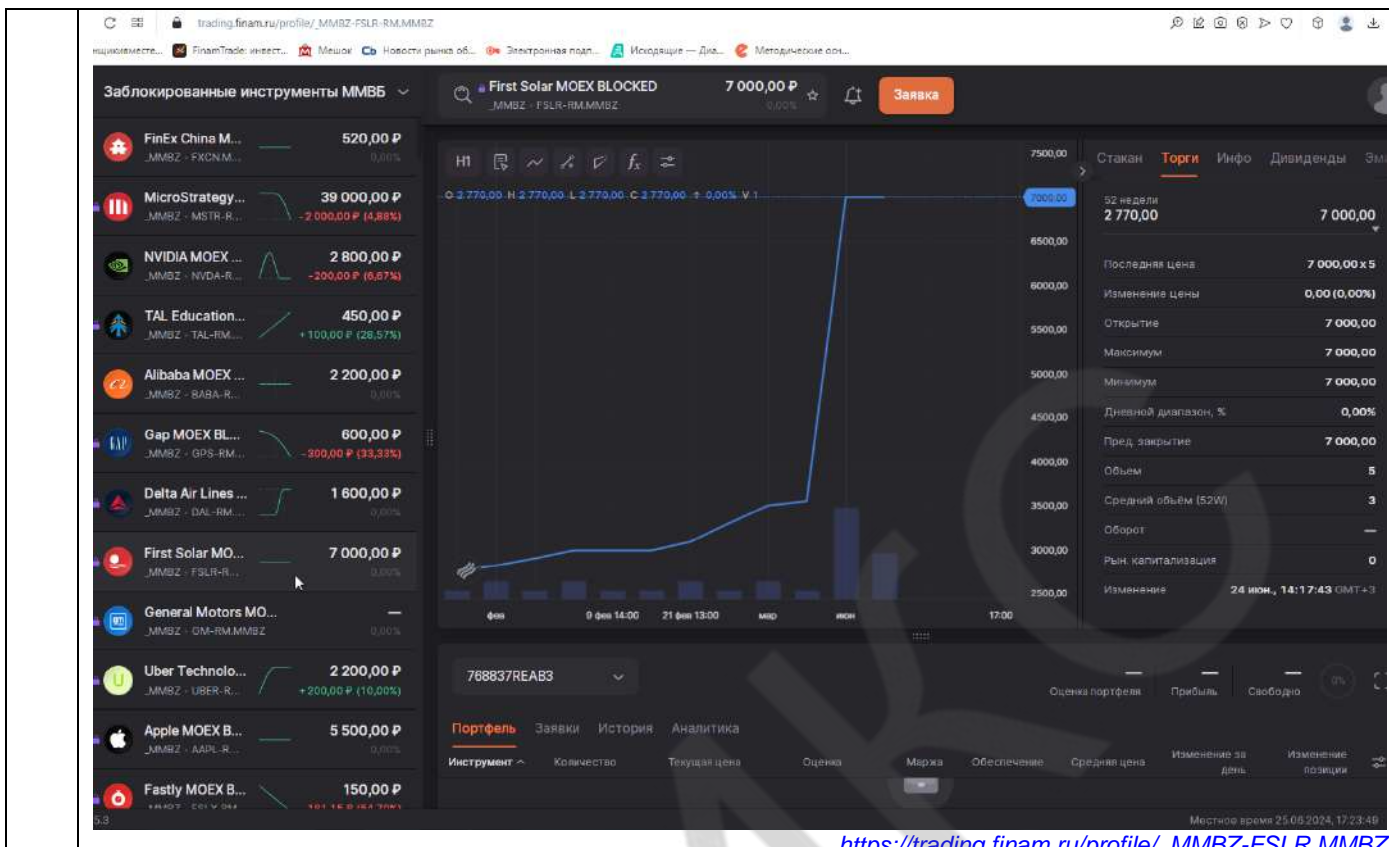 trading.finam.ru/profile/_MMBZ-FSLR-RM.MMBZ
FinamTrade: инвест... Мешок Сb Новости рынка об... Электронная подп... Исходящие — Диа... Методические осн...
Заблокированные инструменты ММВБ
First Solar MOEX BLOCKED 7 000,00 ₽ Заявка
_MMBZ · FSLR-RM.MMBZ 0,00%
FinEx China M... 520,00 ₽
_MMBZ · FXCN.M... 0,00%
MicroStrategy... 39 000,00 ₽
_MMBZ · MSTR-R... -2 000,00 ₽ (4,88%)
NVIDIA MOEX ... 2 800,00 ₽
_MMBZ · NVDA-R... -200,00 ₽ (6,67%)
TAL Education... 450,00 ₽
_MMBZ · TAL-RM.... +100,00 ₽ (28,57%)
Alibaba MOEX ... 2 200,00 ₽
_MMBZ · BABA-R... 0,00%
Gap MOEX BL... 600,00 ₽
_MMBZ · GPS-RM... -300,00 ₽ (33,33%)
Delta Air Lines ... 1 600,00 ₽
_MMBZ · DAL-RM.... 0,00%
First Solar MO... 7 000,00 ₽
_MMBZ · FSLR-R... 0,00%
General Motors MO... —
_MMBZ · GM-RM.MMBZ 0,00%
Uber Technolo... 2 200,00 ₽
_MMBZ · UBER-R... +200,00 ₽ (10,00%)
Apple MOEX B... 5 500,00 ₽
_MMBZ · AAPL-R... 0,00%
Fastly MOEX B... 150,00 ₽
H1
O 2 770,00 H 2 770,00 L 2 770,00 C 2 770,00 + 0,00% V 1
7500,00
7000,00
6500,00
6000,00
5500,00
5000,00
4500,00
4000,00
3500,00
3000,00
2500,00
фев 9 фев 14:00 21 фев 13:00 мар июн 17:00
Стакан Торги Инфо Дивиденды Эм
52 недели
2 770,00 7 000,00
Последняя цена 7 000,00 x 5
Изменение цены 0,00 (0,00%)
Открытие 7 000,00
Максимум 7 000,00
Минимум 7 000,00
Дневной диапазон, % 0,00%
Пред. закрытие 7 000,00
Объем 5
Средний объём (52W) 3
Оборот —
Рын. капитализация 0
Изменение 24 июн., 14:17:43 GMT+3
768837REAB3
— — —
Оценка портфеля Прибыль Свободно 0%
Портфель Заявки История Аналитика
Инструмент Количество Текущая цена Оценка Маржа Обеспечение Средняя цена Изменение за день Изменение позиции
5.3 Местное время 25.06.2024, 17:23:49
https://trading.finam.ru/profile/_MMBZ-FSLR.MMBZ